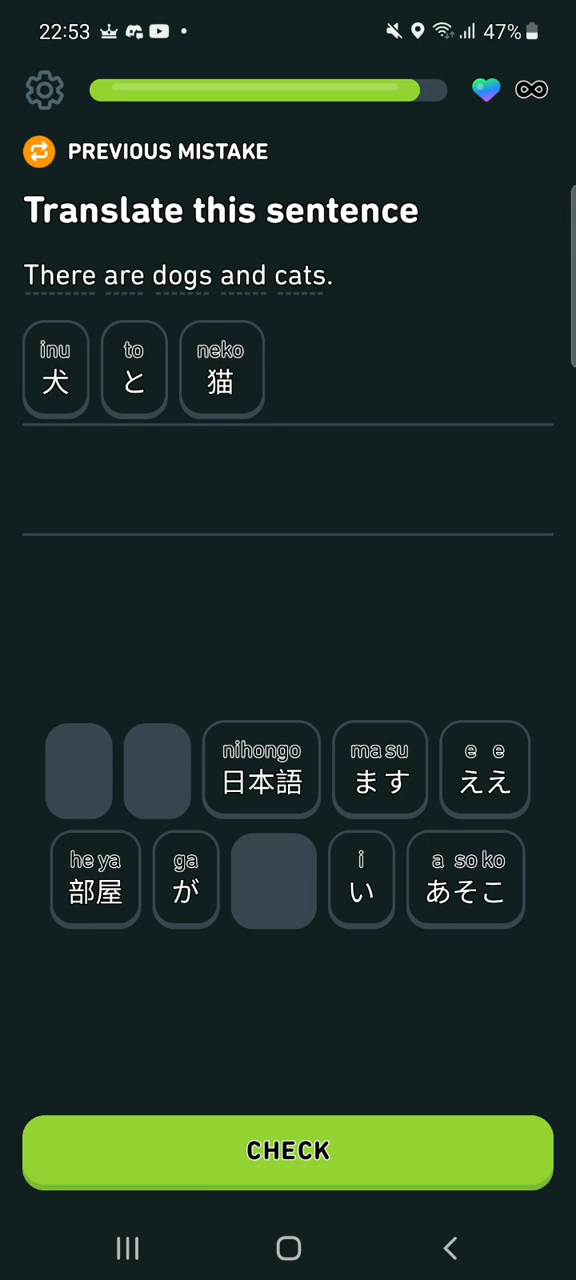 22:53 47%
PREVIOUS MISTAKE
Translate this sentence
There are dogs and cats.
inu to neko
犬 と 猫
nihongo ma su e e
日本語 ます ええ
he ya ga i a so ko
部屋 が い あそこ
CHECK